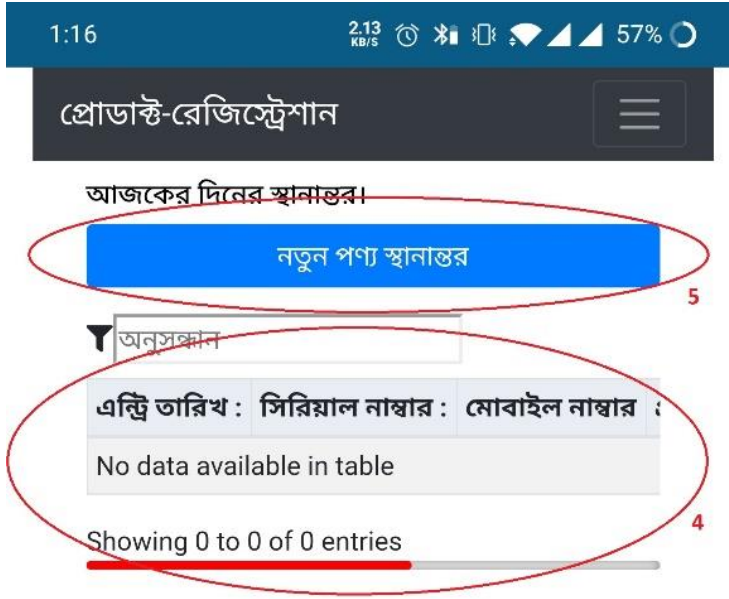 1:16 2.13 KB/S 57%
প্রোডাক্ট-রেজিস্ট্রেশান
আজকের দিনের স্থানান্তর।
নতুন পণ্য স্থানান্তর
5
অনুসন্ধান
এন্ট্রি তারিখ : সিরিয়াল নাম্বার : মোবাইল নাম্বার
No data available in table
4
Showing 0 to 0 of 0 entries